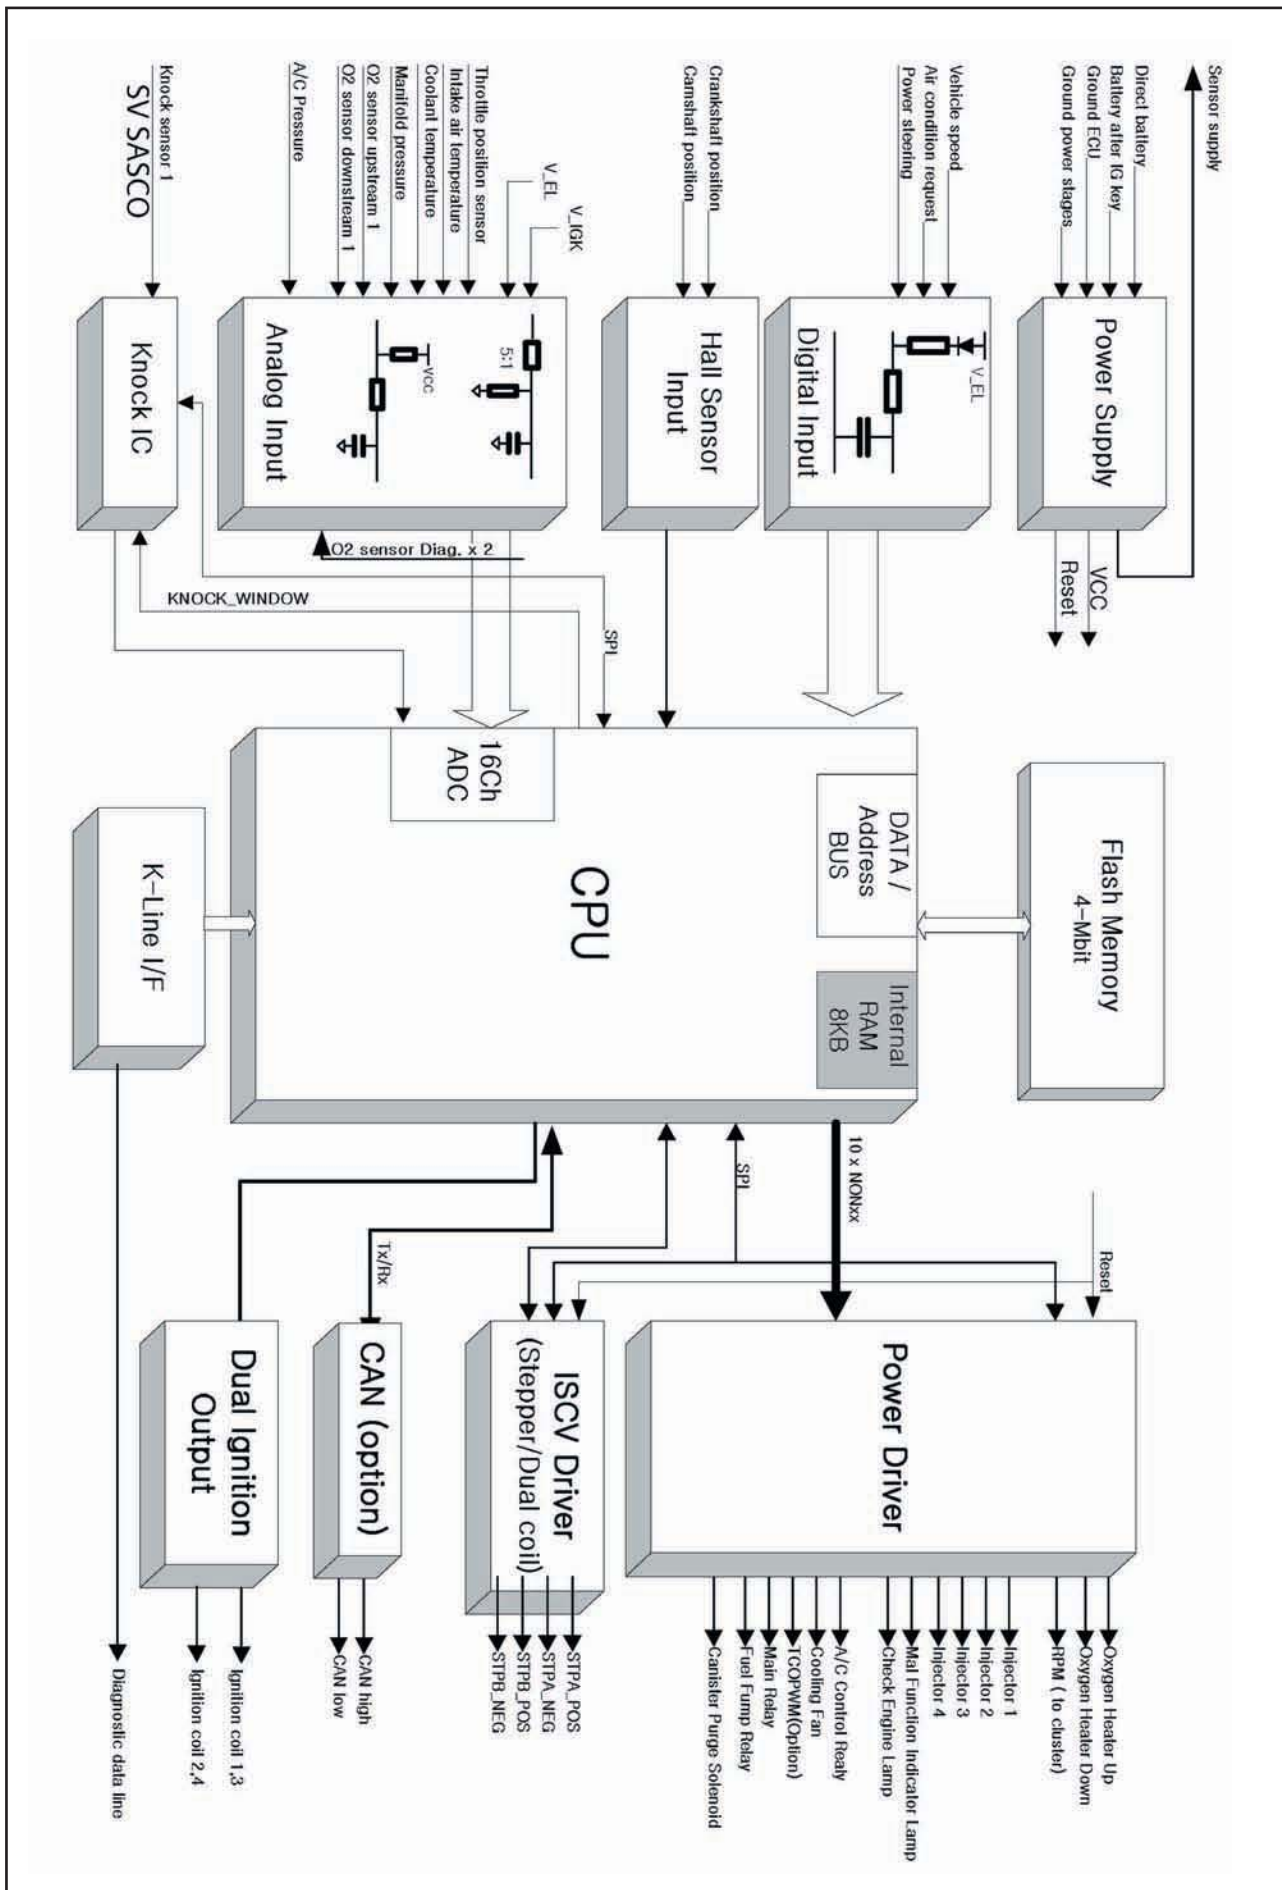 Sensor supply
Direct battery
Battery after IG key
Ground ECU
Ground power stages
Power Supply
VCC
Reset
Vehicle speed
Air condition request
Power steering
V_EL
Digital Input
Crankshaft position
Camshaft position
Hall Sensor
Input
V_IGK
V_EL
Throttle position sensor
Intake air temperature
Coolant temperature
Manifold pressure
O2 sensor upstream 1
O2 sensor downstream 1
A/C Pressure
5:1
VCC
Analog Input
O2 sensor Diag. x 2
Knock sensor 1
SV SASCO
Knock IC
KNOCK_WINDOW
SPI
Flash Memory
4-Mbit
DATA /
Address
BUS
Internal
RAM
8KB
16Ch
ADC
CPU
K-Line I/F
10 x NONxx
SPI
Reset
Tx/Rx
Power Driver
Oxygen Healer Up
Oxygen Healer Down
RPM ( to cluster)
Injector 1
Injector 2
Injector 3
Injector 4
Mal Function Indicator Lamp
Check Engine Lamp
A/C Control Realy
Cooling Fan
TCOPWM(Option)
Main Relay
Fuel Fump Relay
Canister Purge Solenoid
ISCV Driver
(Stepper/Dual coil)
STPA_POS
STPA_NEG
STPB_POS
STPB_NEG
CAN (option)
CAN high
CAN low
Dual Ignition
Output
Ignition coil 1,3
Ignition coil 2,4
Diagnostic data line